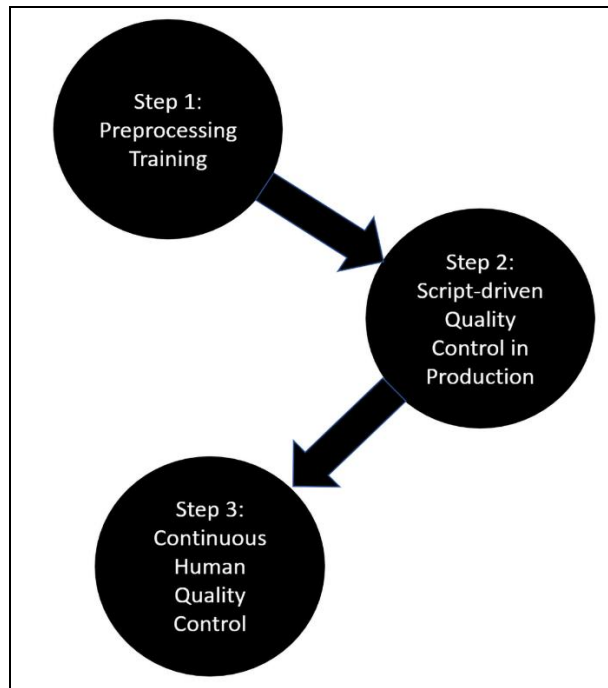 Step 1:
Preprocessing
Training
Step 2:
Script-driven
Quality
Control in
Production
Step 3:
Continuous
Human
Quality
Control